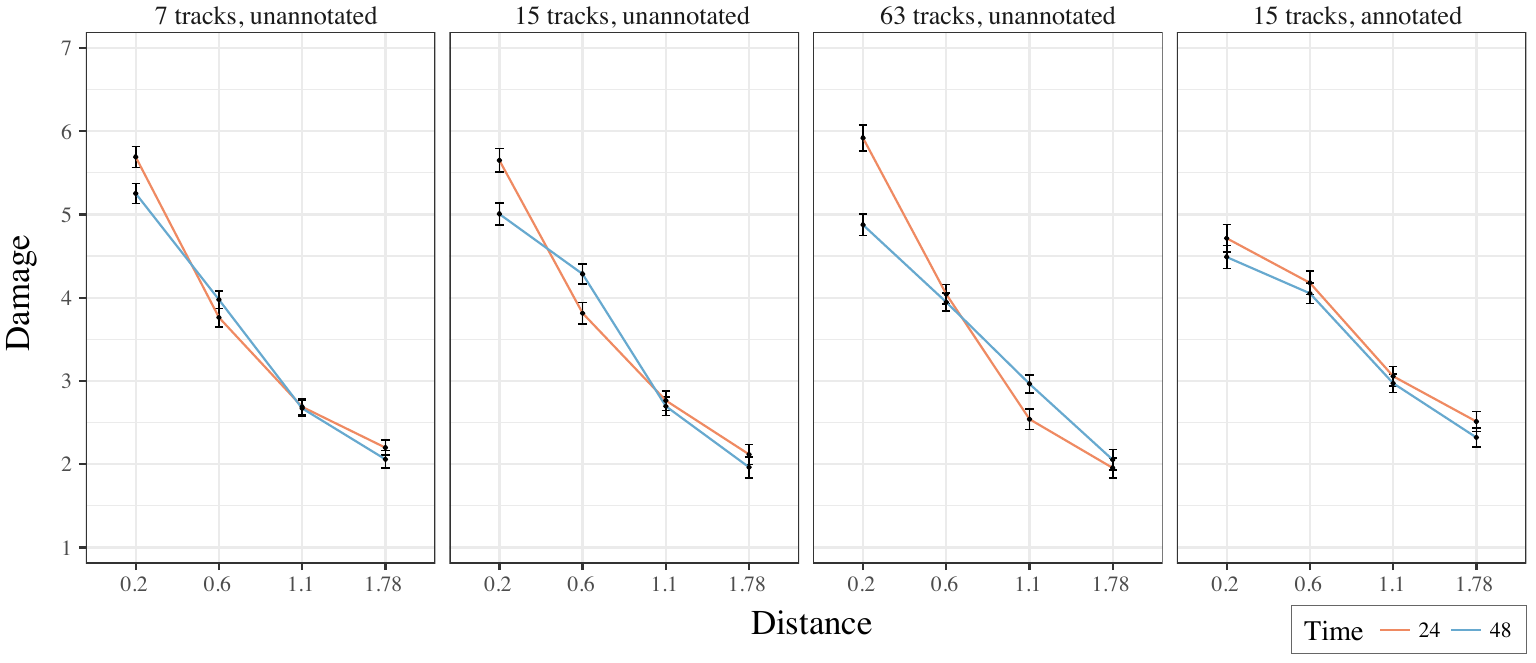 7 tracks, unannotated
15 tracks, unannotated
63 tracks, unannotated
15 tracks, annotated
Damage
7
6
5
4
3
2
1
0.2 0.6 1.1 1.78
0.2 0.6 1.1 1.78
0.2 0.6 1.1 1.78
0.2 0.6 1.1 1.78
Distance
Time 24 48